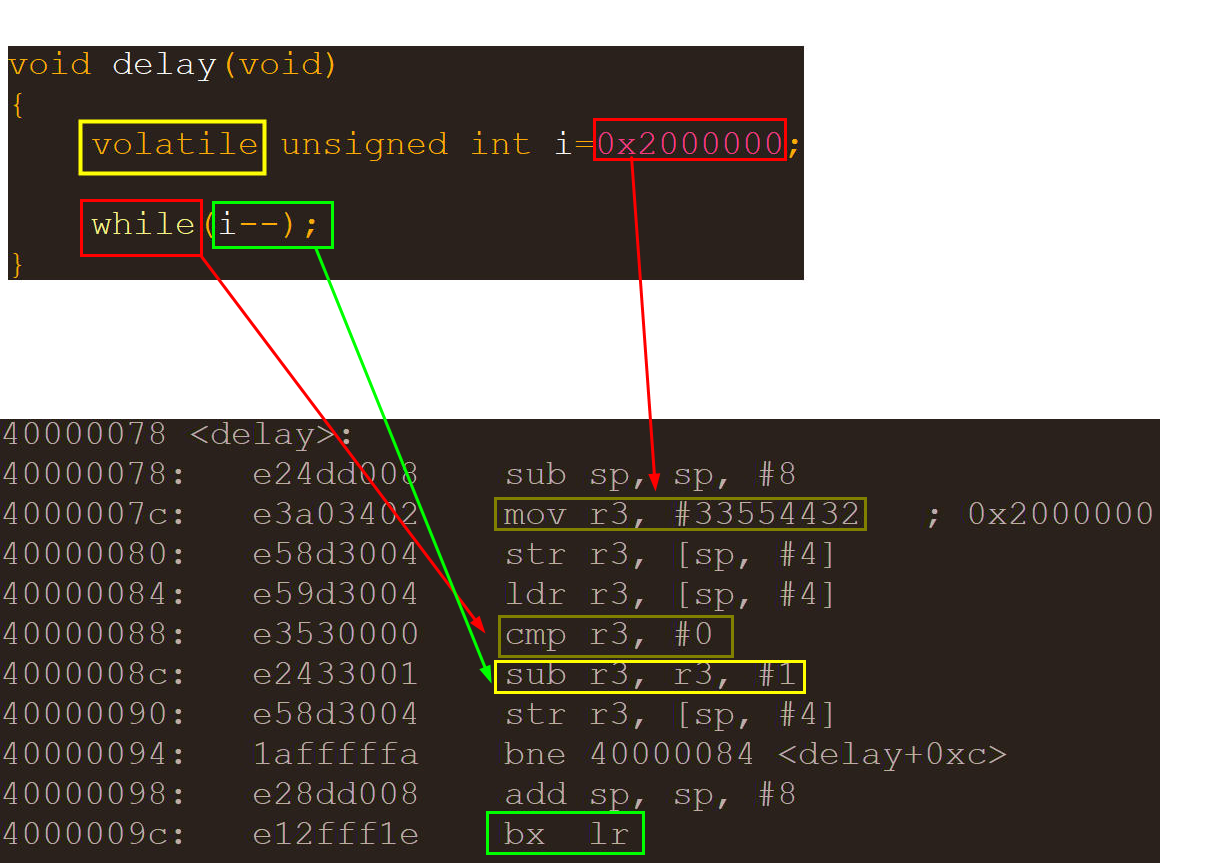 void delay(void)
{
volatile unsigned int i=0x2000000;
while(i--);
}
40000078 <delay>:
40000078: e24dd008 sub sp, sp, #8
4000007c: e3a03402 mov r3, #33554432 ; 0x2000000
40000080: e58d3004 str r3, [sp, #4]
40000084: e59d3004 ldr r3, [sp, #4]
40000088: e3530000 cmp r3, #0
4000008c: e2433001 sub r3, r3, #1
40000090: e58d3004 str r3, [sp, #4]
40000094: 1afffffa bne 40000084 <delay+0xc>
40000098: e28dd008 add sp, sp, #8
4000009c: e12fff1e bx lr